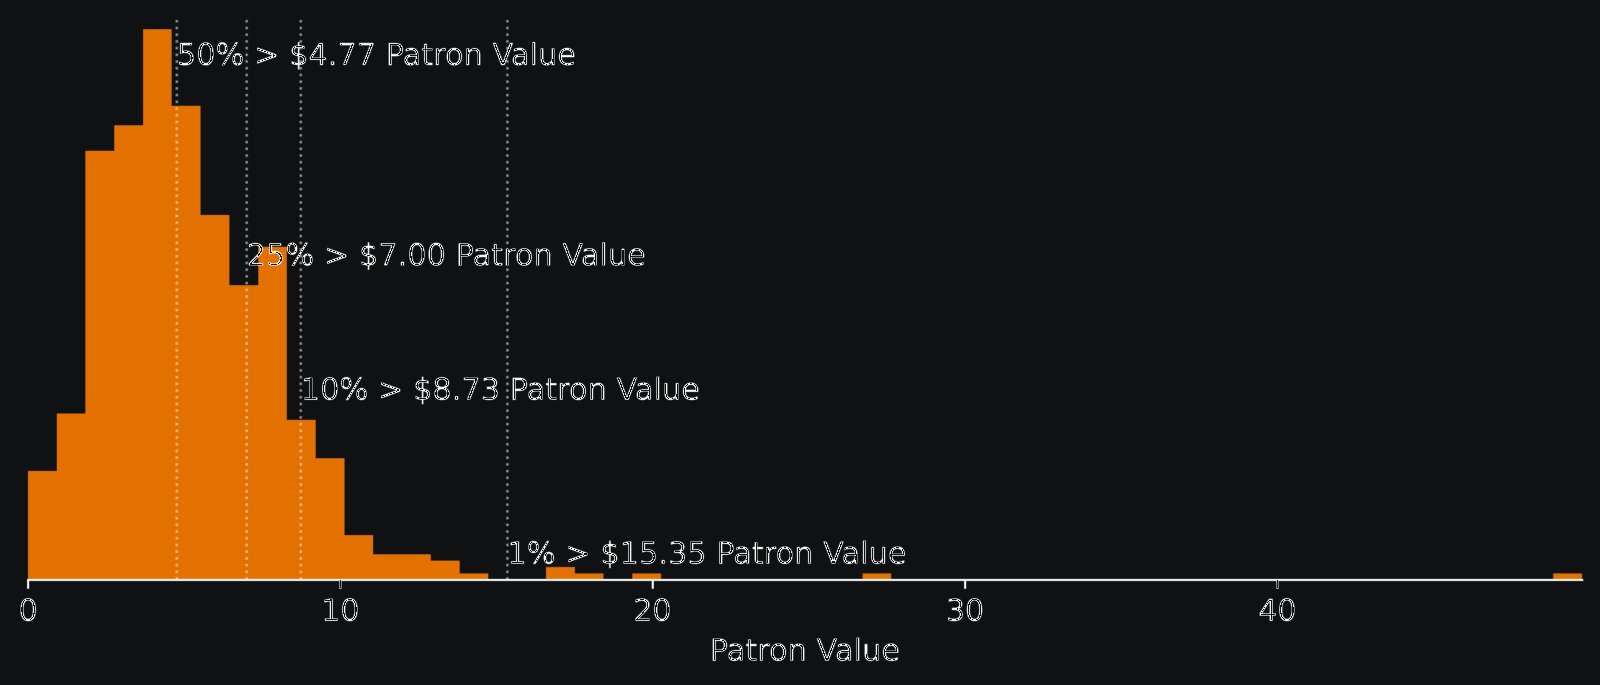 50% > $4.77 Patron Value
25% > $7.00 Patron Value
10% > $8.73 Patron Value
1% > $15.35 Patron Value
0 10 20 30 40
Patron Value